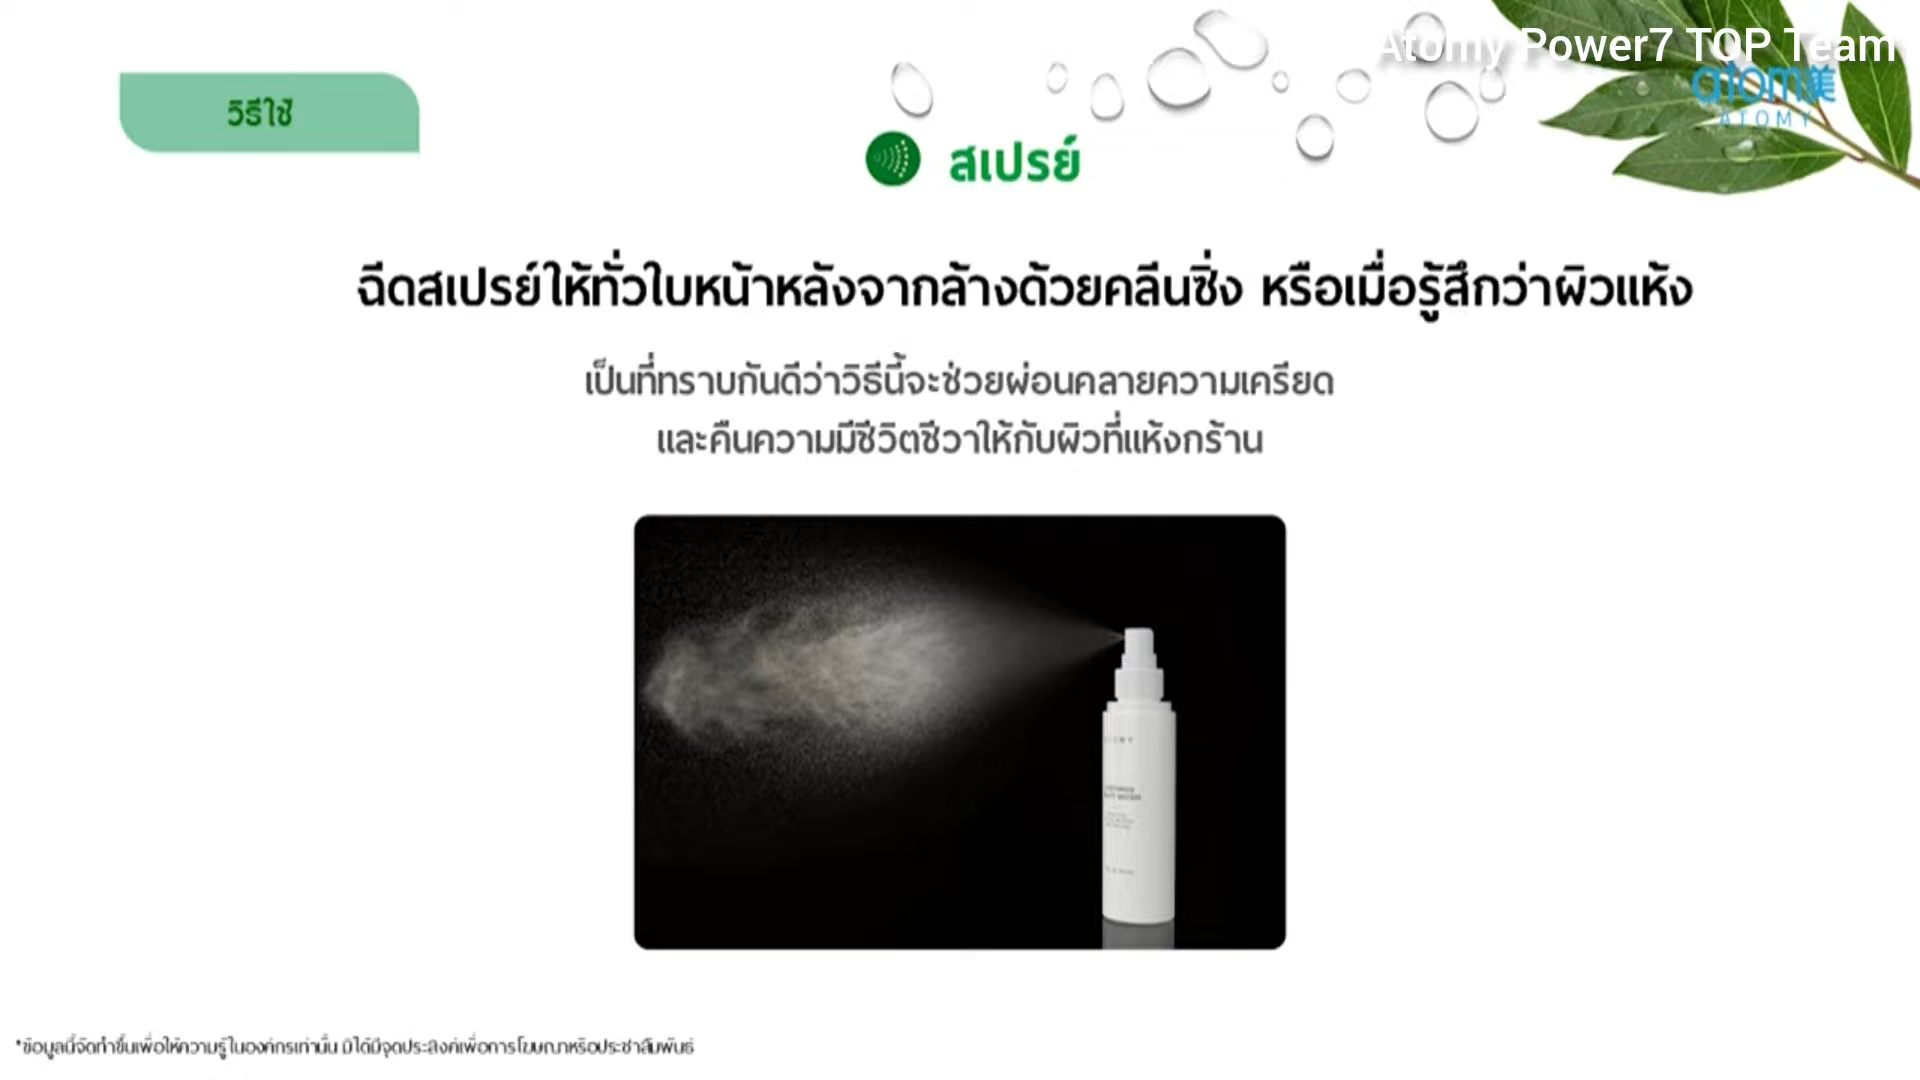 Atomy Power7 TOP Team
atom美
ATOMY
วิธีใช้
สเปรย์
ฉีดสเปรย์ให้ทั่วใบหน้าหลังจากล้างด้วยคลีนซิ่ง หรือเมื่อรู้สึกว่าผิวแห้ง
เป็นที่ทราบกันดีว่าวิธีนี้จะช่วยผ่อนคลายความเครียด
และคืนความมีชีวิตชีวาให้กับผิวที่แห้งกร้าน
*ข้อมูลนี้จัดทำขึ้นเพื่อให้ความรู้ในองค์กรเท่านั้น มิได้มีจุดประสงค์เพื่อการโฆษณาหรือประชาสัมพันธ์